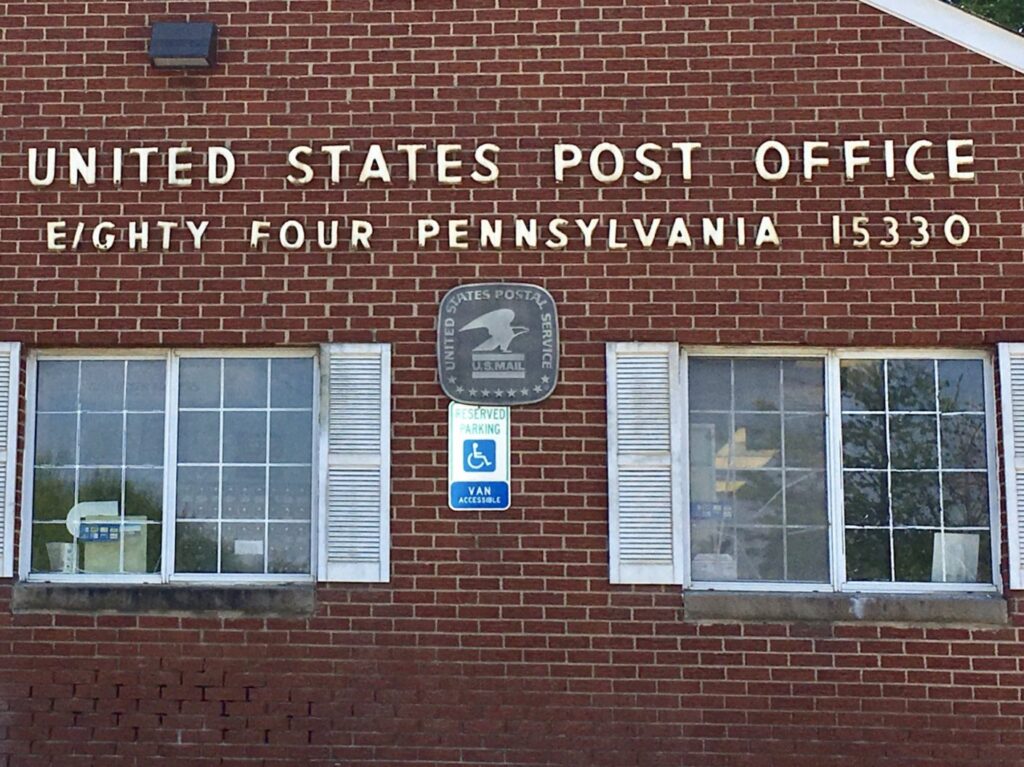 UNITED STATES POST OFFICE
EIGHTY FOUR PENNSYLVANIA 15330
UNITED STATES POSTAL SERVICE
U.S. MAIL
RESERVED
PARKING
VAN
ACCESSIBLE